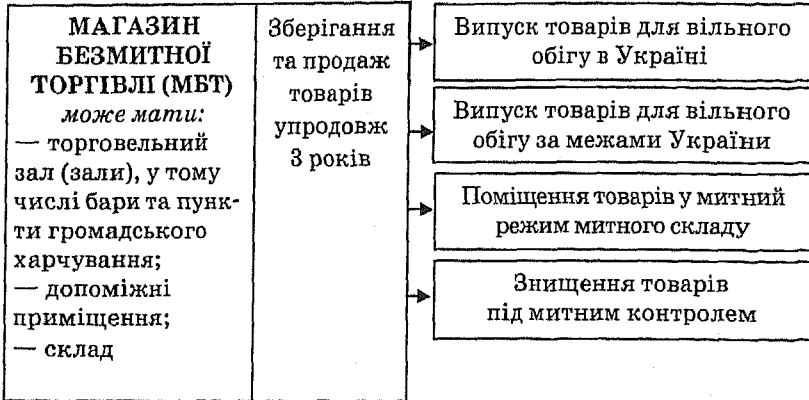 МАГАЗИН
БЕЗМИТНОЇ
ТОРГІВЛІ (МБТ)
може мати:
— торговельний
зал (зали), у тому
числі бари та пунк-
ти громадського
харчування;
— допоміжні
приміщення;
— склад
Зберігання
та продаж
товарів
упродовж
3 років
Випуск товарів для вільного
обігу в Україні
Випуск товарів для вільного
обігу за межами України
Поміщення товарів у митний
режим митного складу
Знищення товарів
під митним контролем